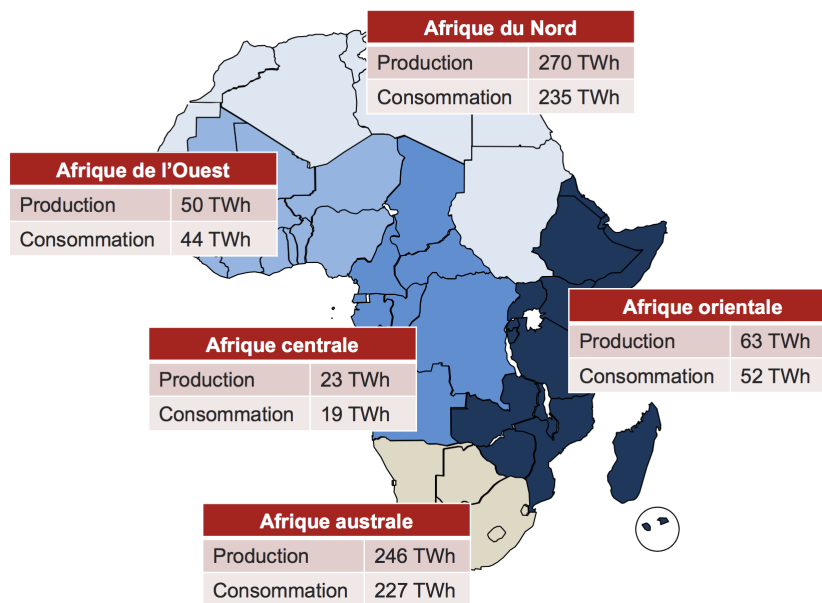 Afrique du Nord
Production 270 TWh
Consommation 235 TWh
Afrique de l’Ouest
Production 50 TWh
Consommation 44 TWh
Afrique orientale
Production 63 TWh
Consommation 52 TWh
Afrique centrale
Production 23 TWh
Consommation 19 TWh
Afrique australe
Production 246 TWh
Consommation 227 TWh